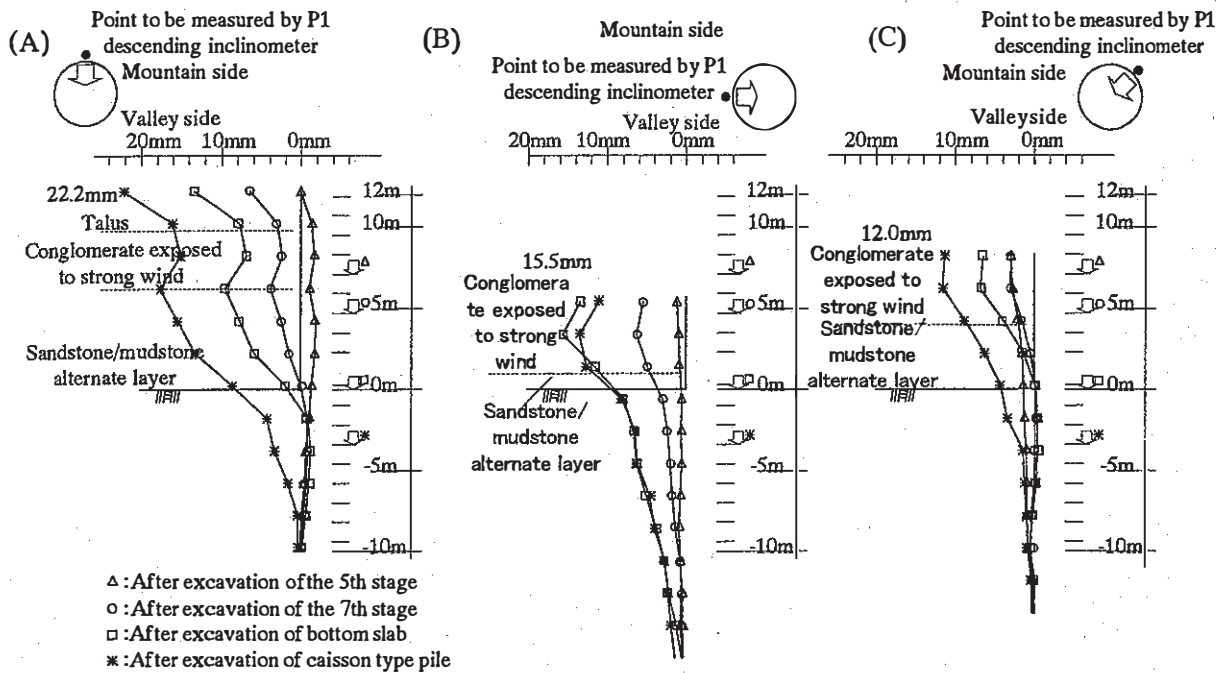 (A)
Point to be measured by P1
descending inclinometer
Mountain side
Valley side
20mm 10mm 0mm
22.2mm
Talus
Conglomerate exposed
to strong wind
Sandstone/mudstone
alternate layer
12m
10m
5m
0m
-5m
-10m
(B)
Mountain side
Point to be measured by P1
descending inclinometer
Valley side
20mm 10mm 0mm
15.5mm
Conglomera
te exposed
to strong
wind
Sandstone/
mudstone
alternate layer
12m
10m
5m
0m
-5m
-10m
(C)
Point to be measured by P1
descending inclinometer
Mountain side
Valleyside
20mm 10mm 0mm
12.0mm
Conglomerate
exposed to
strong wind
Sandstone/
mudstone
alternate layer
12m
10m
5m
0m
-5m
-10m
△:After excavation of the 5th stage
○:After excavation of the 7th stage
□:After excavation of bottom slab
*:After excavation of caisson type pile